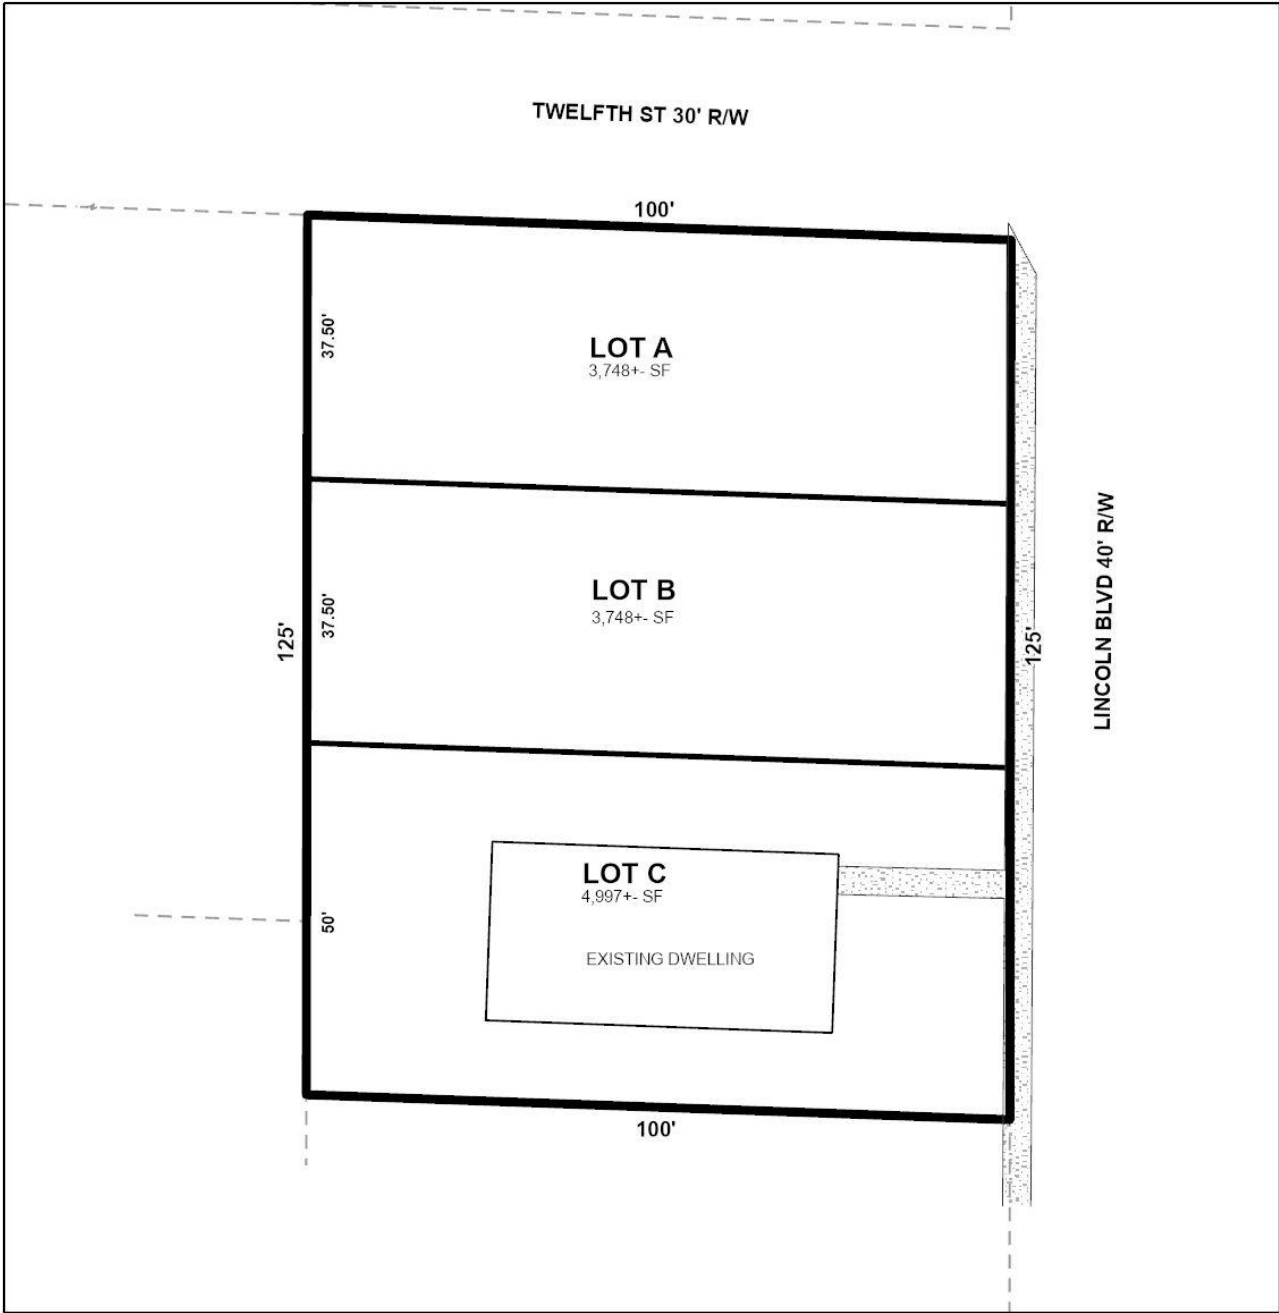 TWELFTH ST 30' R/W
100'
37.50'
LOT A
3,748+- SF
LINCOLN BLVD 40' R/W
125'
37.50'
LOT B
3,748+- SF
125'
50'
LOT C
4,997+- SF
EXISTING DWELLING
100'